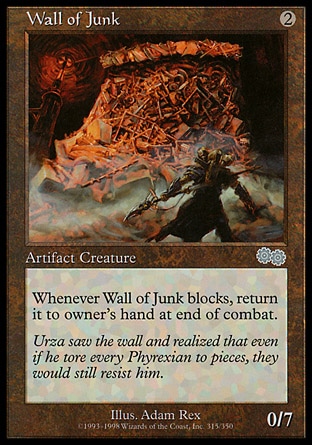 Wall of Junk 2
Artifact Creature
Whenever Wall of Junk blocks, return
it to owner's hand at end of combat.
Urza saw the wall and realized that even
if he tore every Phyrexian to pieces, they
would still resist him.
Illus. Adam Rex
©1993-1998 Wizards of the Coast, Inc. 315/350
0/7